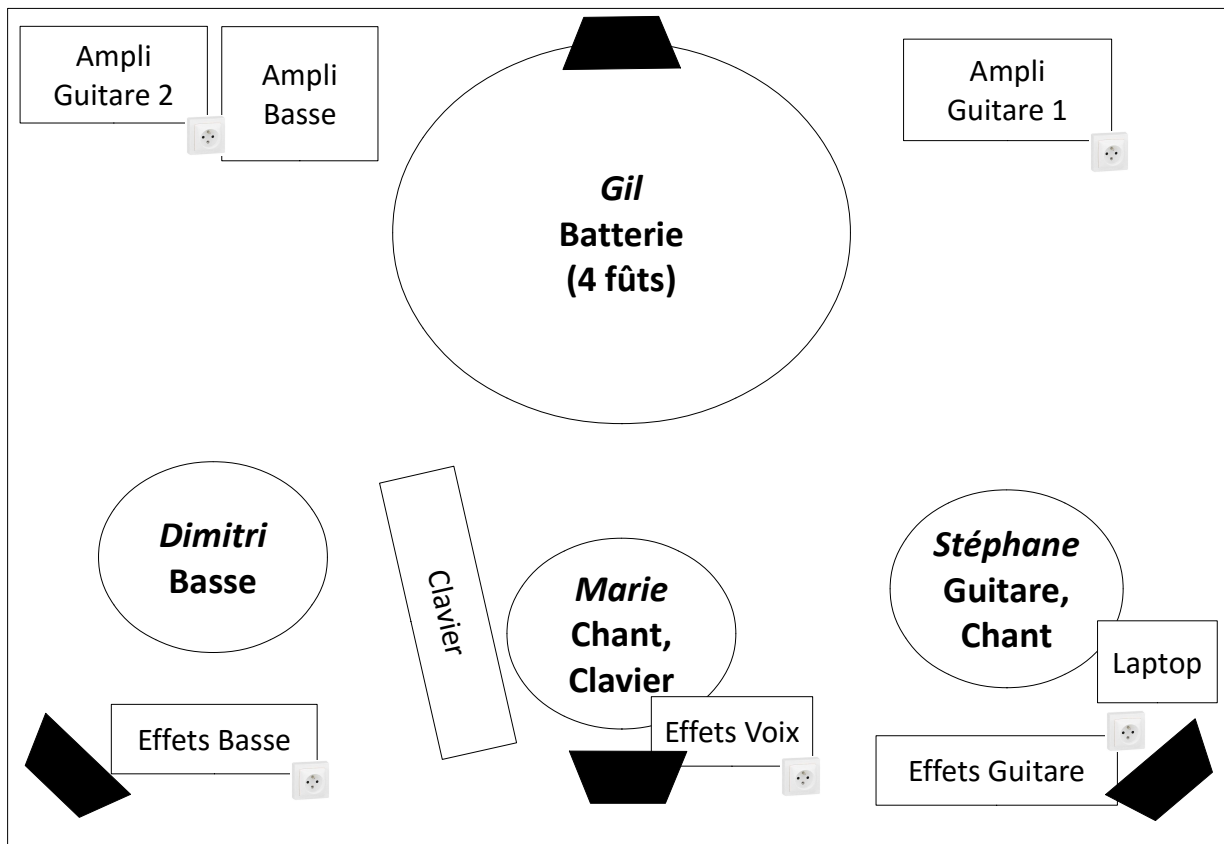 Ampli
Guitare 2
Ampli
Basse
Ampli
Guitare 1
Gil
Batterie
(4 fûts)
Dimitri
Basse
Clavier
Marie
Chant,
Clavier
Stéphane
Guitare,
Chant
Laptop
Effets Basse
Effets Voix
Effets Guitare